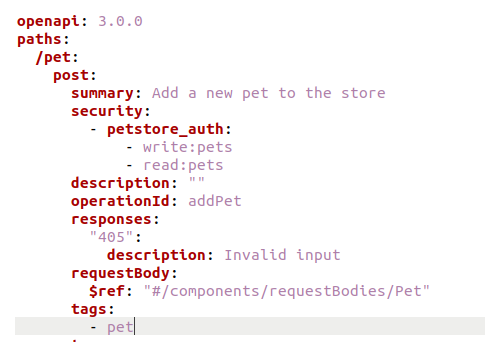 openapi: 3.0.0
paths:
  /pet:
    post:
      summary: Add a new pet to the store
      security:
        - petstore_auth:
            - write:pets
            - read:pets
      description: ""
      operationId: addPet
      responses:
        "405":
          description: Invalid input
      requestBody:
        $ref: "#/components/requestBodies/Pet"
      tags:
        - pet